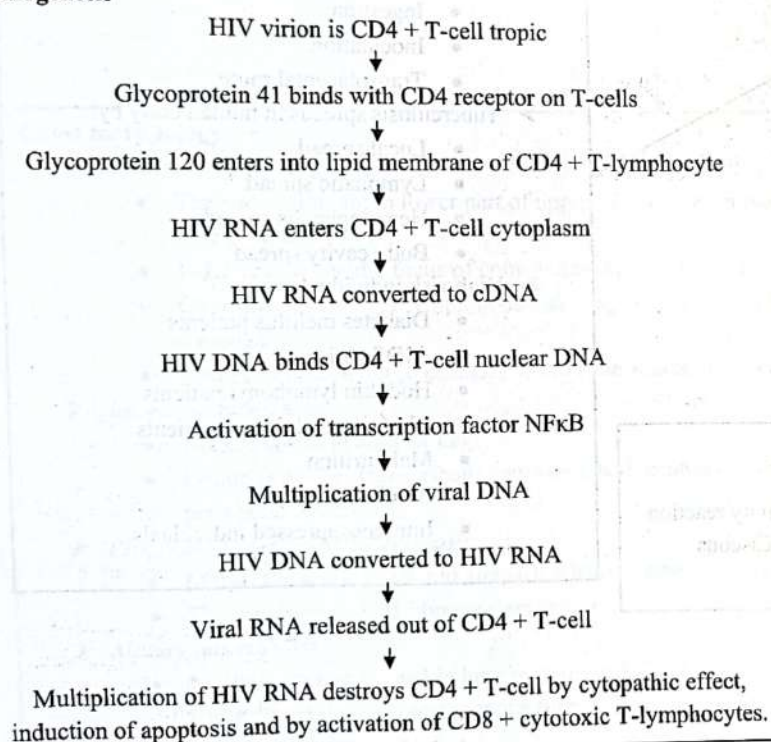 HIV virion is CD4 + T-cell tropic
↓
Glycoprotein 41 binds with CD4 receptor on T-cells
↓
Glycoprotein 120 enters into lipid membrane of CD4 + T-lymphocyte
↓
HIV RNA enters CD4 + T-cell cytoplasm
↓
HIV RNA converted to cDNA
↓
HIV DNA binds CD4 + T-cell nuclear DNA
↓
Activation of transcription factor NFκB
↓
Multiplication of viral DNA
↓
HIV DNA converted to HIV RNA
↓
Viral RNA released out of CD4 + T-cell
↓
Multiplication of HIV RNA destroys CD4 + T-cell by cytopathic effect,
induction of apoptosis and by activation of CD8 + cytotoxic T-lymphocytes.